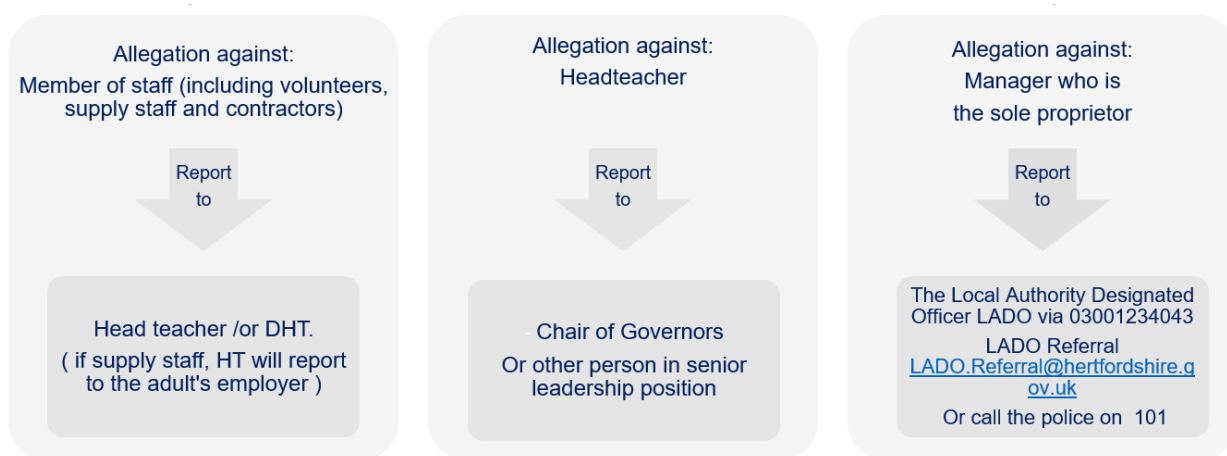 Allegation against:
Member of staff (including volunteers,
supply staff and contractors)
Report
to
Head teacher /or DHT.
( if supply staff, HT will report
to the adult's employer )
Allegation against:
Headteacher
Report
to
- Chair of Governors
Or other person in senior
leadership position
Allegation against:
Manager who is
the sole proprietor
Report
to
The Local Authority Designated
Officer LADO via 03001234043
LADO Referral
LADO.Referral@hertfordshire.g
ov.uk
Or call the police on 101